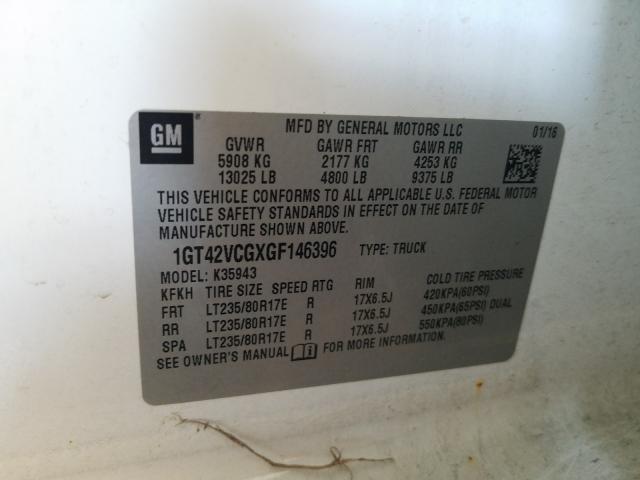 GM
MFD BY GENERAL MOTORS LLC 01/16
GVWR GAWR FRT GAWR RR
5908 KG 2177 KG 4253 KG
13025 LB 4800 LB 9375 LB
THIS VEHICLE CONFORMS TO ALL APPLICABLE U.S. FEDERAL MOTOR
VEHICLE SAFETY STANDARDS IN EFFECT ON THE DATE OF
MANUFACTURE SHOWN ABOVE.
1GT42VCGXGF146396 TYPE: TRUCK
MODEL: K35943
KFKH TIRE SIZE SPEED RTG RIM COLD TIRE PRESSURE
FRT LT235/80R17E R 17X6.5J 420KPA(60PSI)
RR LT235/80R17E R 17X6.5J 450KPA(65PSI) DUAL
SPA LT235/80R17E R 17X6.5J 550KPA(80PSI)
SEE OWNER'S MANUAL i FOR MORE INFORMATION.